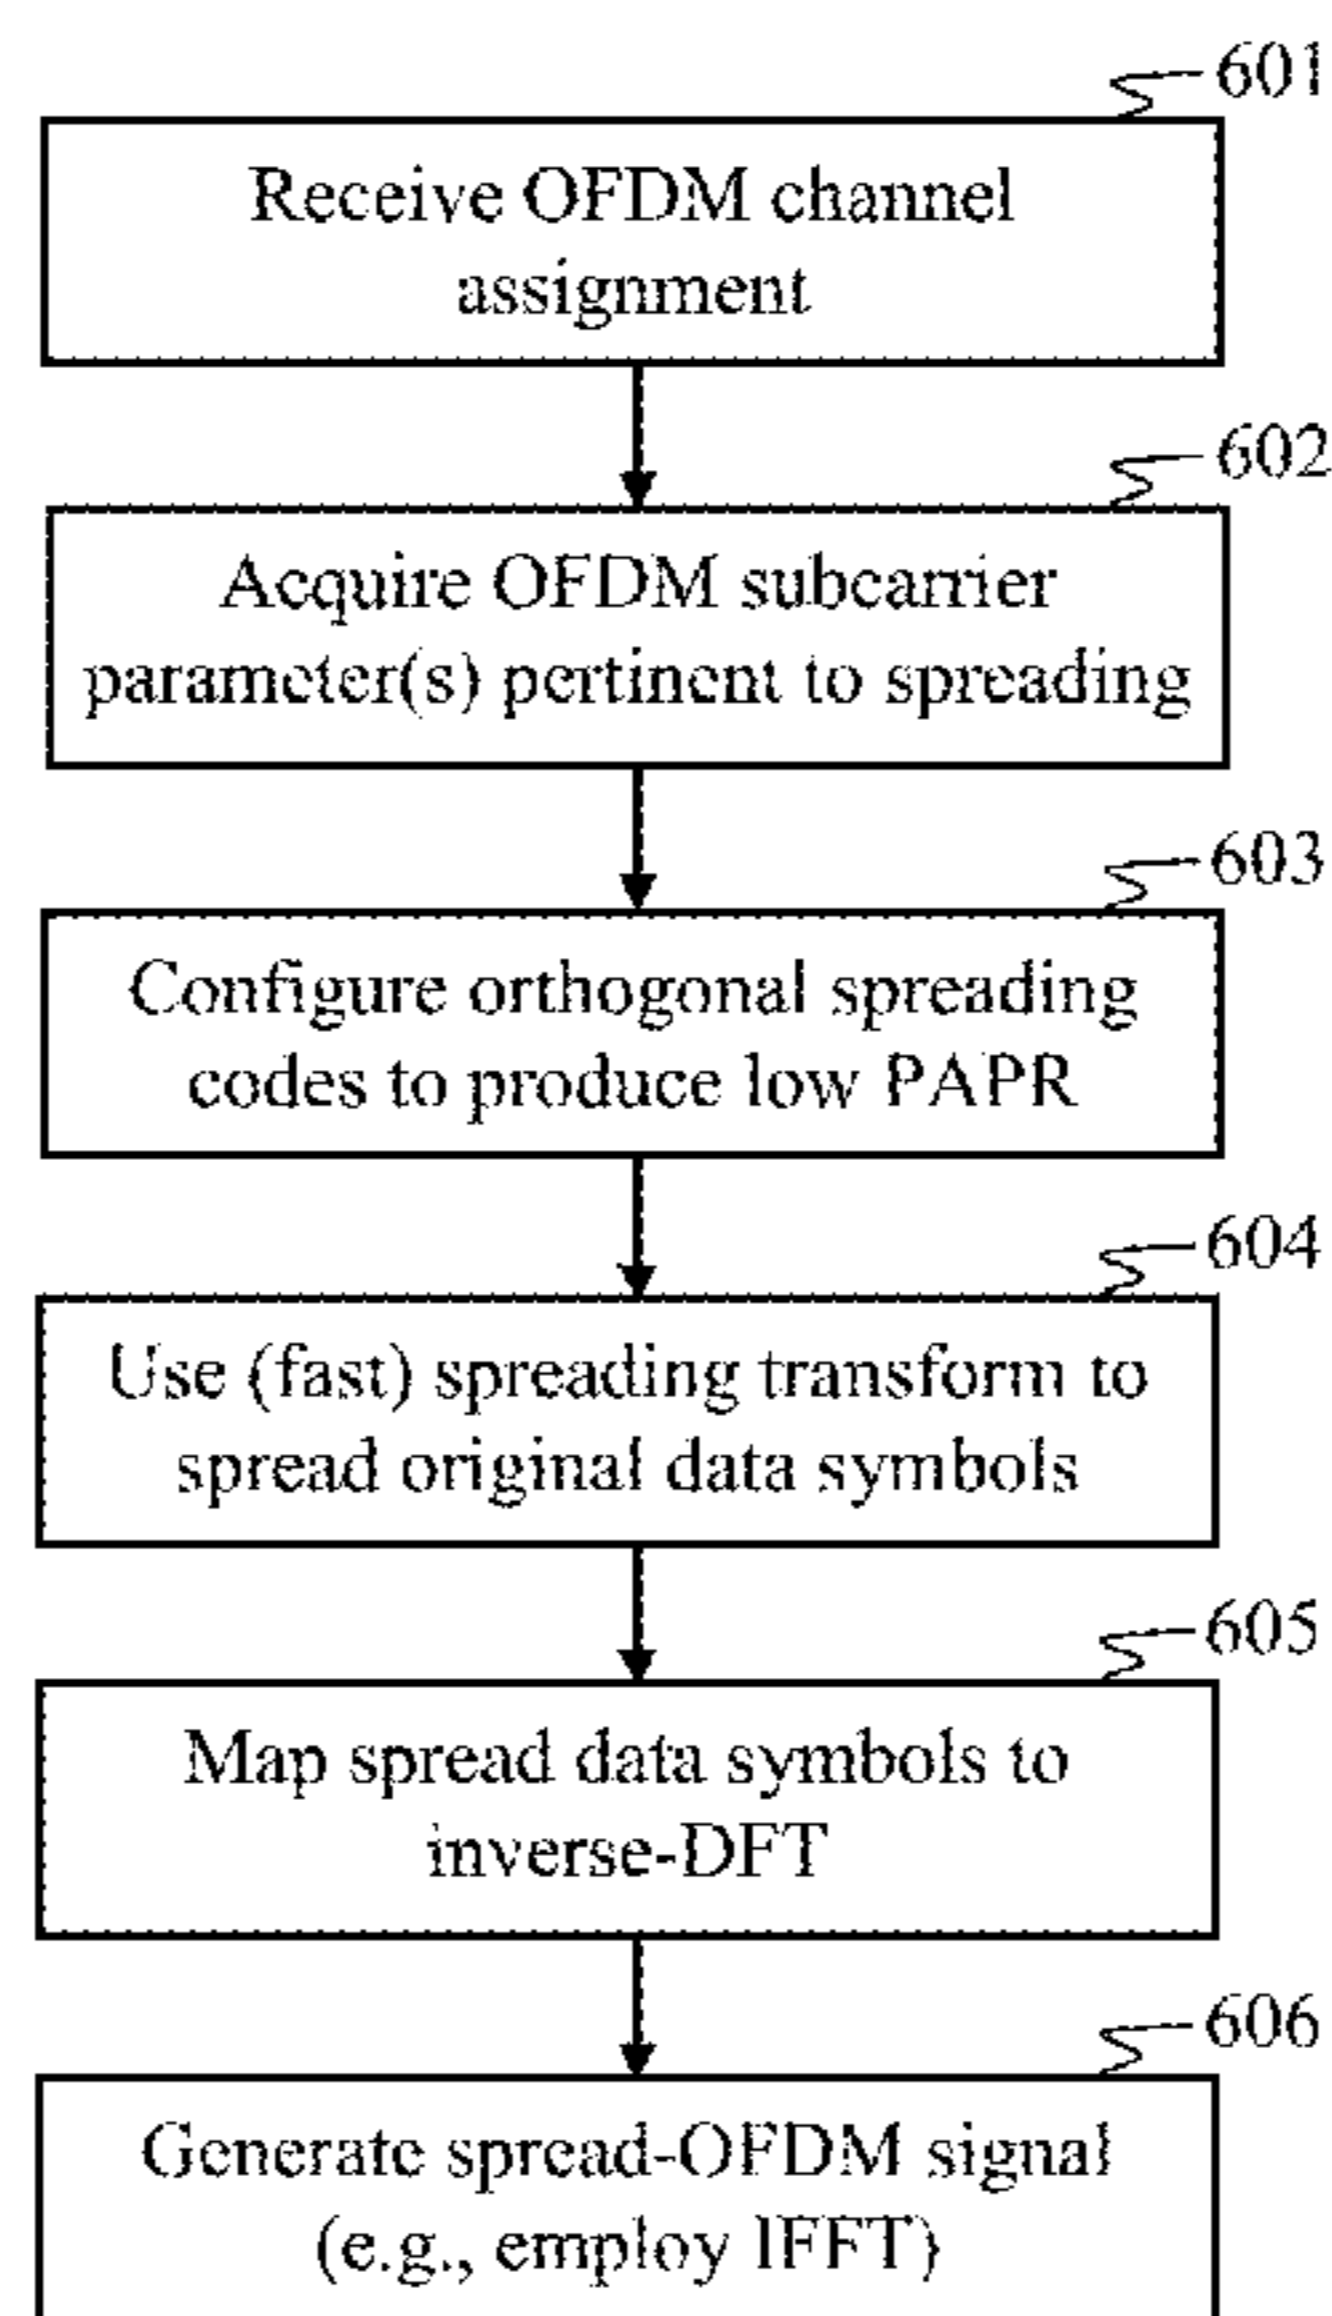 601
Receive OFDM channel
assignment
602
Acquire OFDM subcarrier
parameter(s) pertinent to spreading
603
Configure orthogonal spreading
codes to produce low PAPR
604
Use (fast) spreading transform to
spread original data symbols
605
Map spread data symbols to
inverse-DFT
606
Generate spread-OFDM signal
(e.g., employ IFFT)